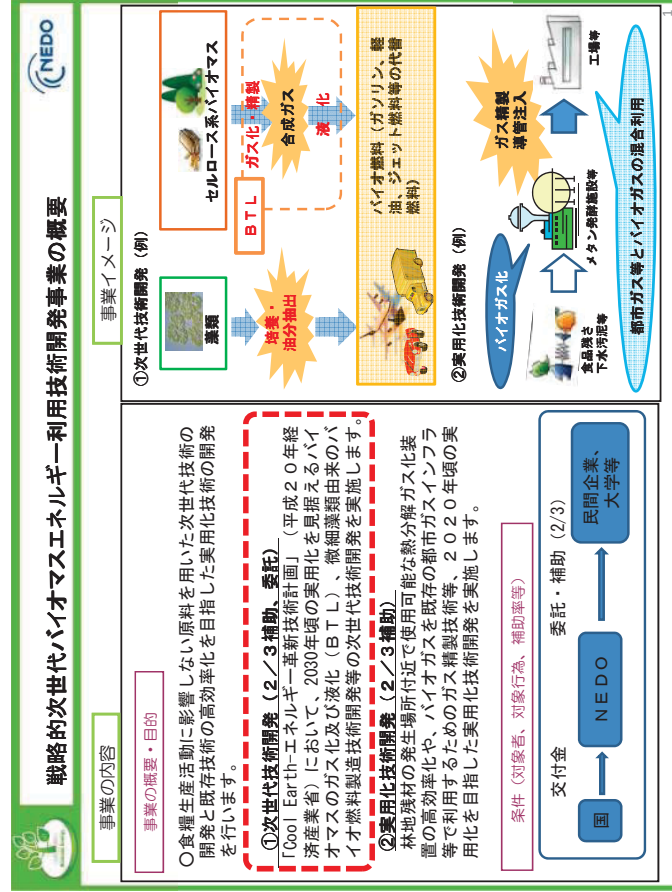 戦略的次世代バイオマスエネルギー利用技術開発事業の概要
NEDO
事業の内容
事業の概要・目的
○食糧生産活動に影響しない原料を用いた次世代技術の
開発と既存技術の高効率化を目指した実用化技術の開発
を行います。
①次世代技術開発（２／３補助、委託）
「Cool Earth-エネルギー革新技術計画」（平成２０年経
済産業省）において、2030年頃の実用化を見据えるバイ
オマスのガス化及び液化（ＢＴＬ）、微細藻類由来のバ
イオ燃料製造技術開発等の次世代技術開発を実施します。
②実用化技術開発（２／３補助）
林地残材の発生場所付近で使用可能な熱分解ガス化装
置の高効率化や、バイオガスを既存の都市ガスインフラ
等で利用するためのガス精製技術等、２０２０年頃の実
用化を目指した実用化技術開発を実施します。
条件（対象者、対象行為、補助率等）
交付金
委託・補助（2/3）
国
ＮＥＤＯ
民間企業、
大学等
事業イメージ
①次世代技術開発（例）
藻類
培養・
油分抽出
セルロース系バイオマス
ＢＴＬ
ガス化・精製
合成ガス
液化
バイオ燃料（ガソリン、軽
油、ジェット燃料等の代替
燃料）
②実用化技術開発（例）
バイオガス化
食品残さ
下水汚泥等
メタン発酵施設等
ガス精製
導管注入
工場等
都市ガス等とバイオガスの混合利用
1